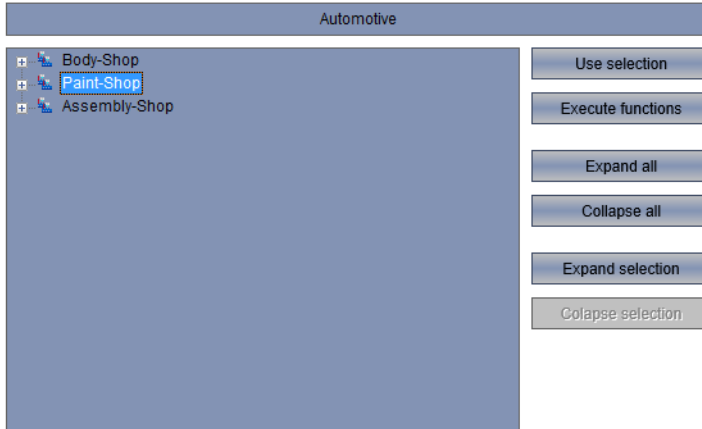 Automotive
Body-Shop
Paint-Shop
Assembly-Shop
Use selection
Execute functions
Expand all
Collapse all
Expand selection
Colapse selection